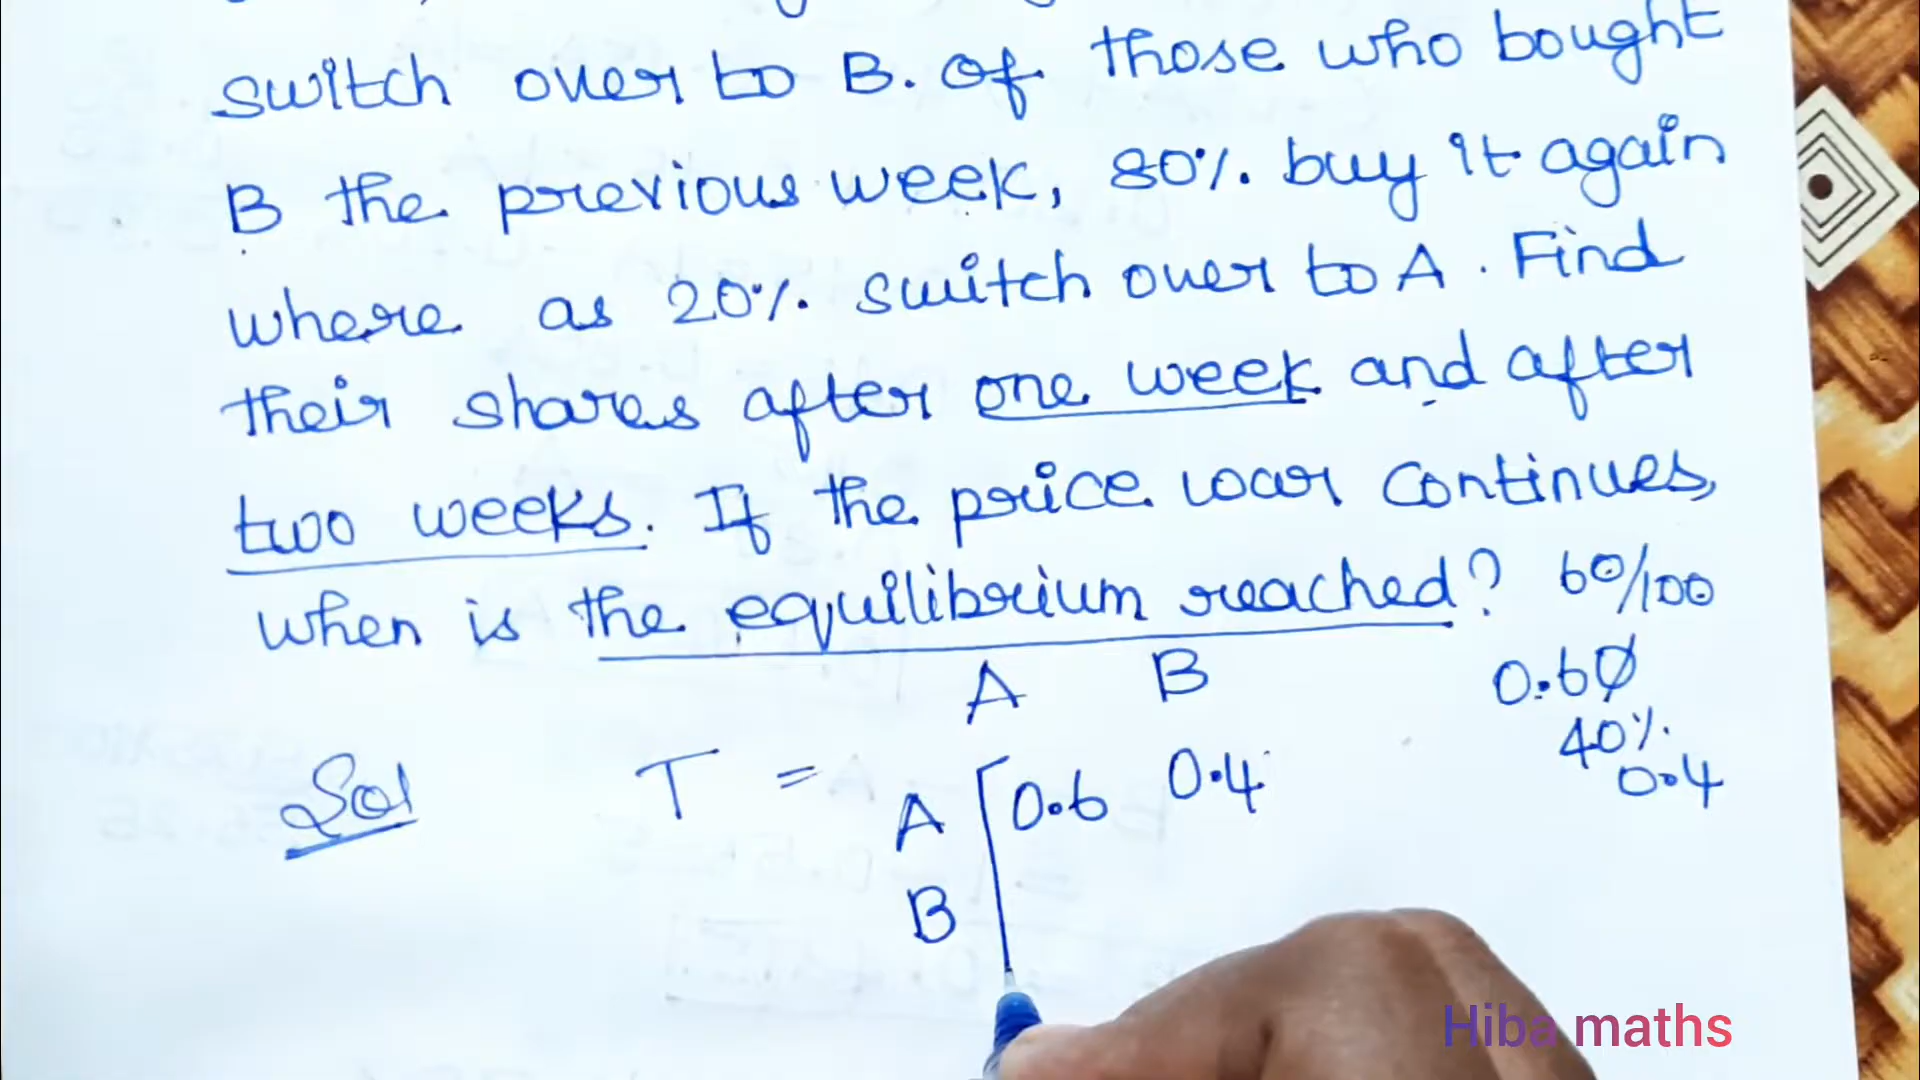 switch over to B. Of those who bought
B the previous week, 80%. buy it again
where as 20%. switch over to A. Find
their shares after one week and after
two weeks. If the price war continues,
when is the equilibrium reached? 60/100
A B
0.60
40%.
0.4
Sol T = A [0.6 0.4
B
Hiba maths